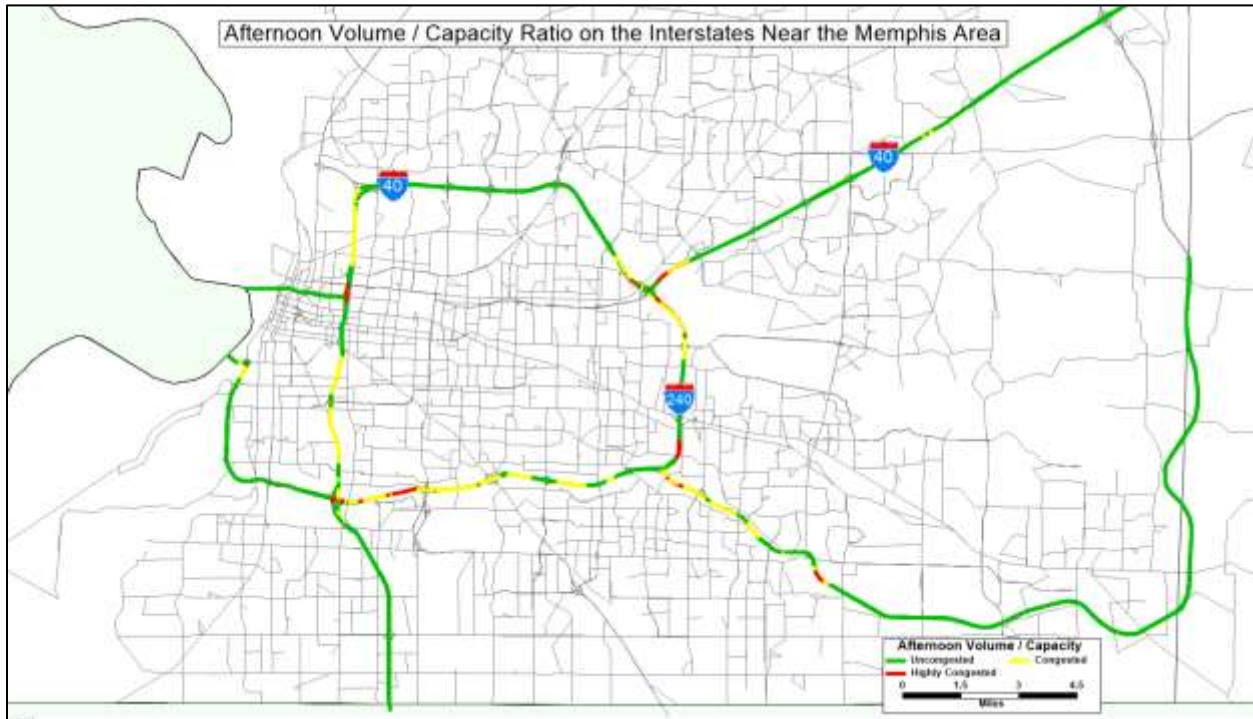 Afternoon Volume / Capacity Ratio on the Interstates Near the Memphis Area
40
40
240
Afternoon Volume / Capacity
Uncongested Congested
Highly Congested
0 1.5 3 4.5
Miles